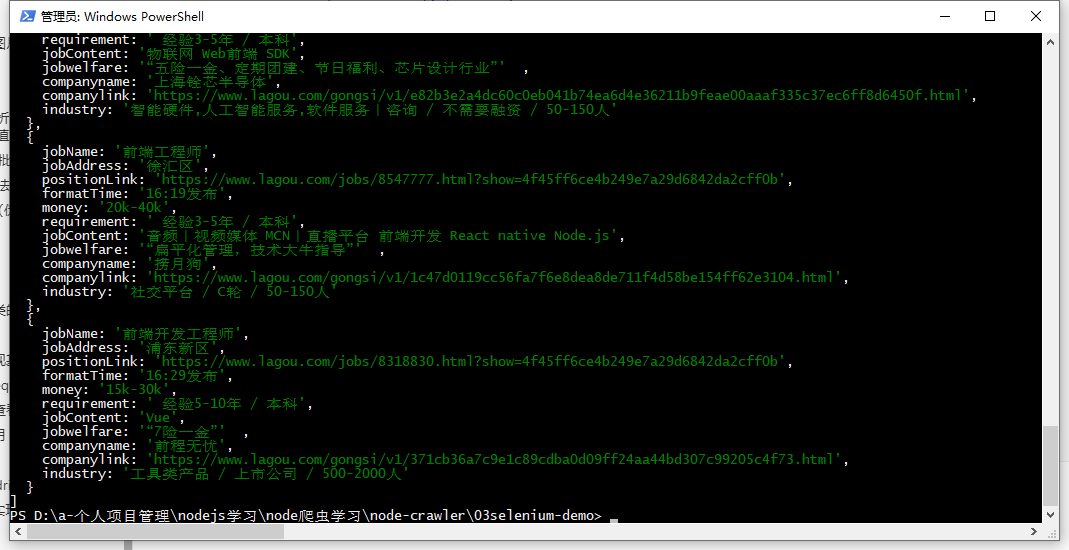 管理员: Windows PowerShell
requirement: ' 经验3-5年 / 本科',
jobContent: '物联网 Web前端 SDK',
jobwelfare: '“五险一金、定期团建、节日福利、芯片设计行业”' ,
companyname: '上海铨芯半导体',
companylink: 'https://www.lagou.com/gongsi/v1/e82b3e2a4dc60c0eb041b74ea6d4e36211b9feae00aaaf335c37ec6ff8d6450f.html',
industry: '智能硬件,人工智能服务,软件服务｜咨询 / 不需要融资 / 50-150人'
},
{
jobName: '前端工程师',
jobAddress: '徐汇区',
positionLink: 'https://www.lagou.com/jobs/8547777.html?show=4f45ff6ce4b249e7a29d6842da2cff0b',
formatTime: '16:19发布',
money: '20k-40k',
requirement: ' 经验3-5年 / 本科',
jobContent: '音频｜视频媒体 MCN｜直播平台 前端开发 React native Node.js',
jobwelfare: '“扁平化管理，技术大牛指导”' ,
companyname: '捞月狗',
companylink: 'https://www.lagou.com/gongsi/v1/1c47d0119cc56fa7f6e8dea8de711f4d58be154ff62e3104.html',
industry: '社交平台 / C轮 / 50-150人'
},
{
jobName: '前端开发工程师',
jobAddress: '浦东新区',
positionLink: 'https://www.lagou.com/jobs/8318830.html?show=4f45ff6ce4b249e7a29d6842da2cff0b',
formatTime: '16:29发布',
money: '15k-30k',
requirement: ' 经验5-10年 / 本科',
jobContent: 'Vue',
jobwelfare: '“7险一金”' ,
companyname: '前程无忧',
companylink: 'https://www.lagou.com/gongsi/v1/371cb36a7c9e1c89cdba0d09ff24aa44bd307c99205c4f73.html',
industry: '工具类产品 / 上市公司 / 500-2000人'
}
]
PS D:\a-个人项目管理\nodejs学习\node爬虫学习\node-crawler\03selenium-demo>